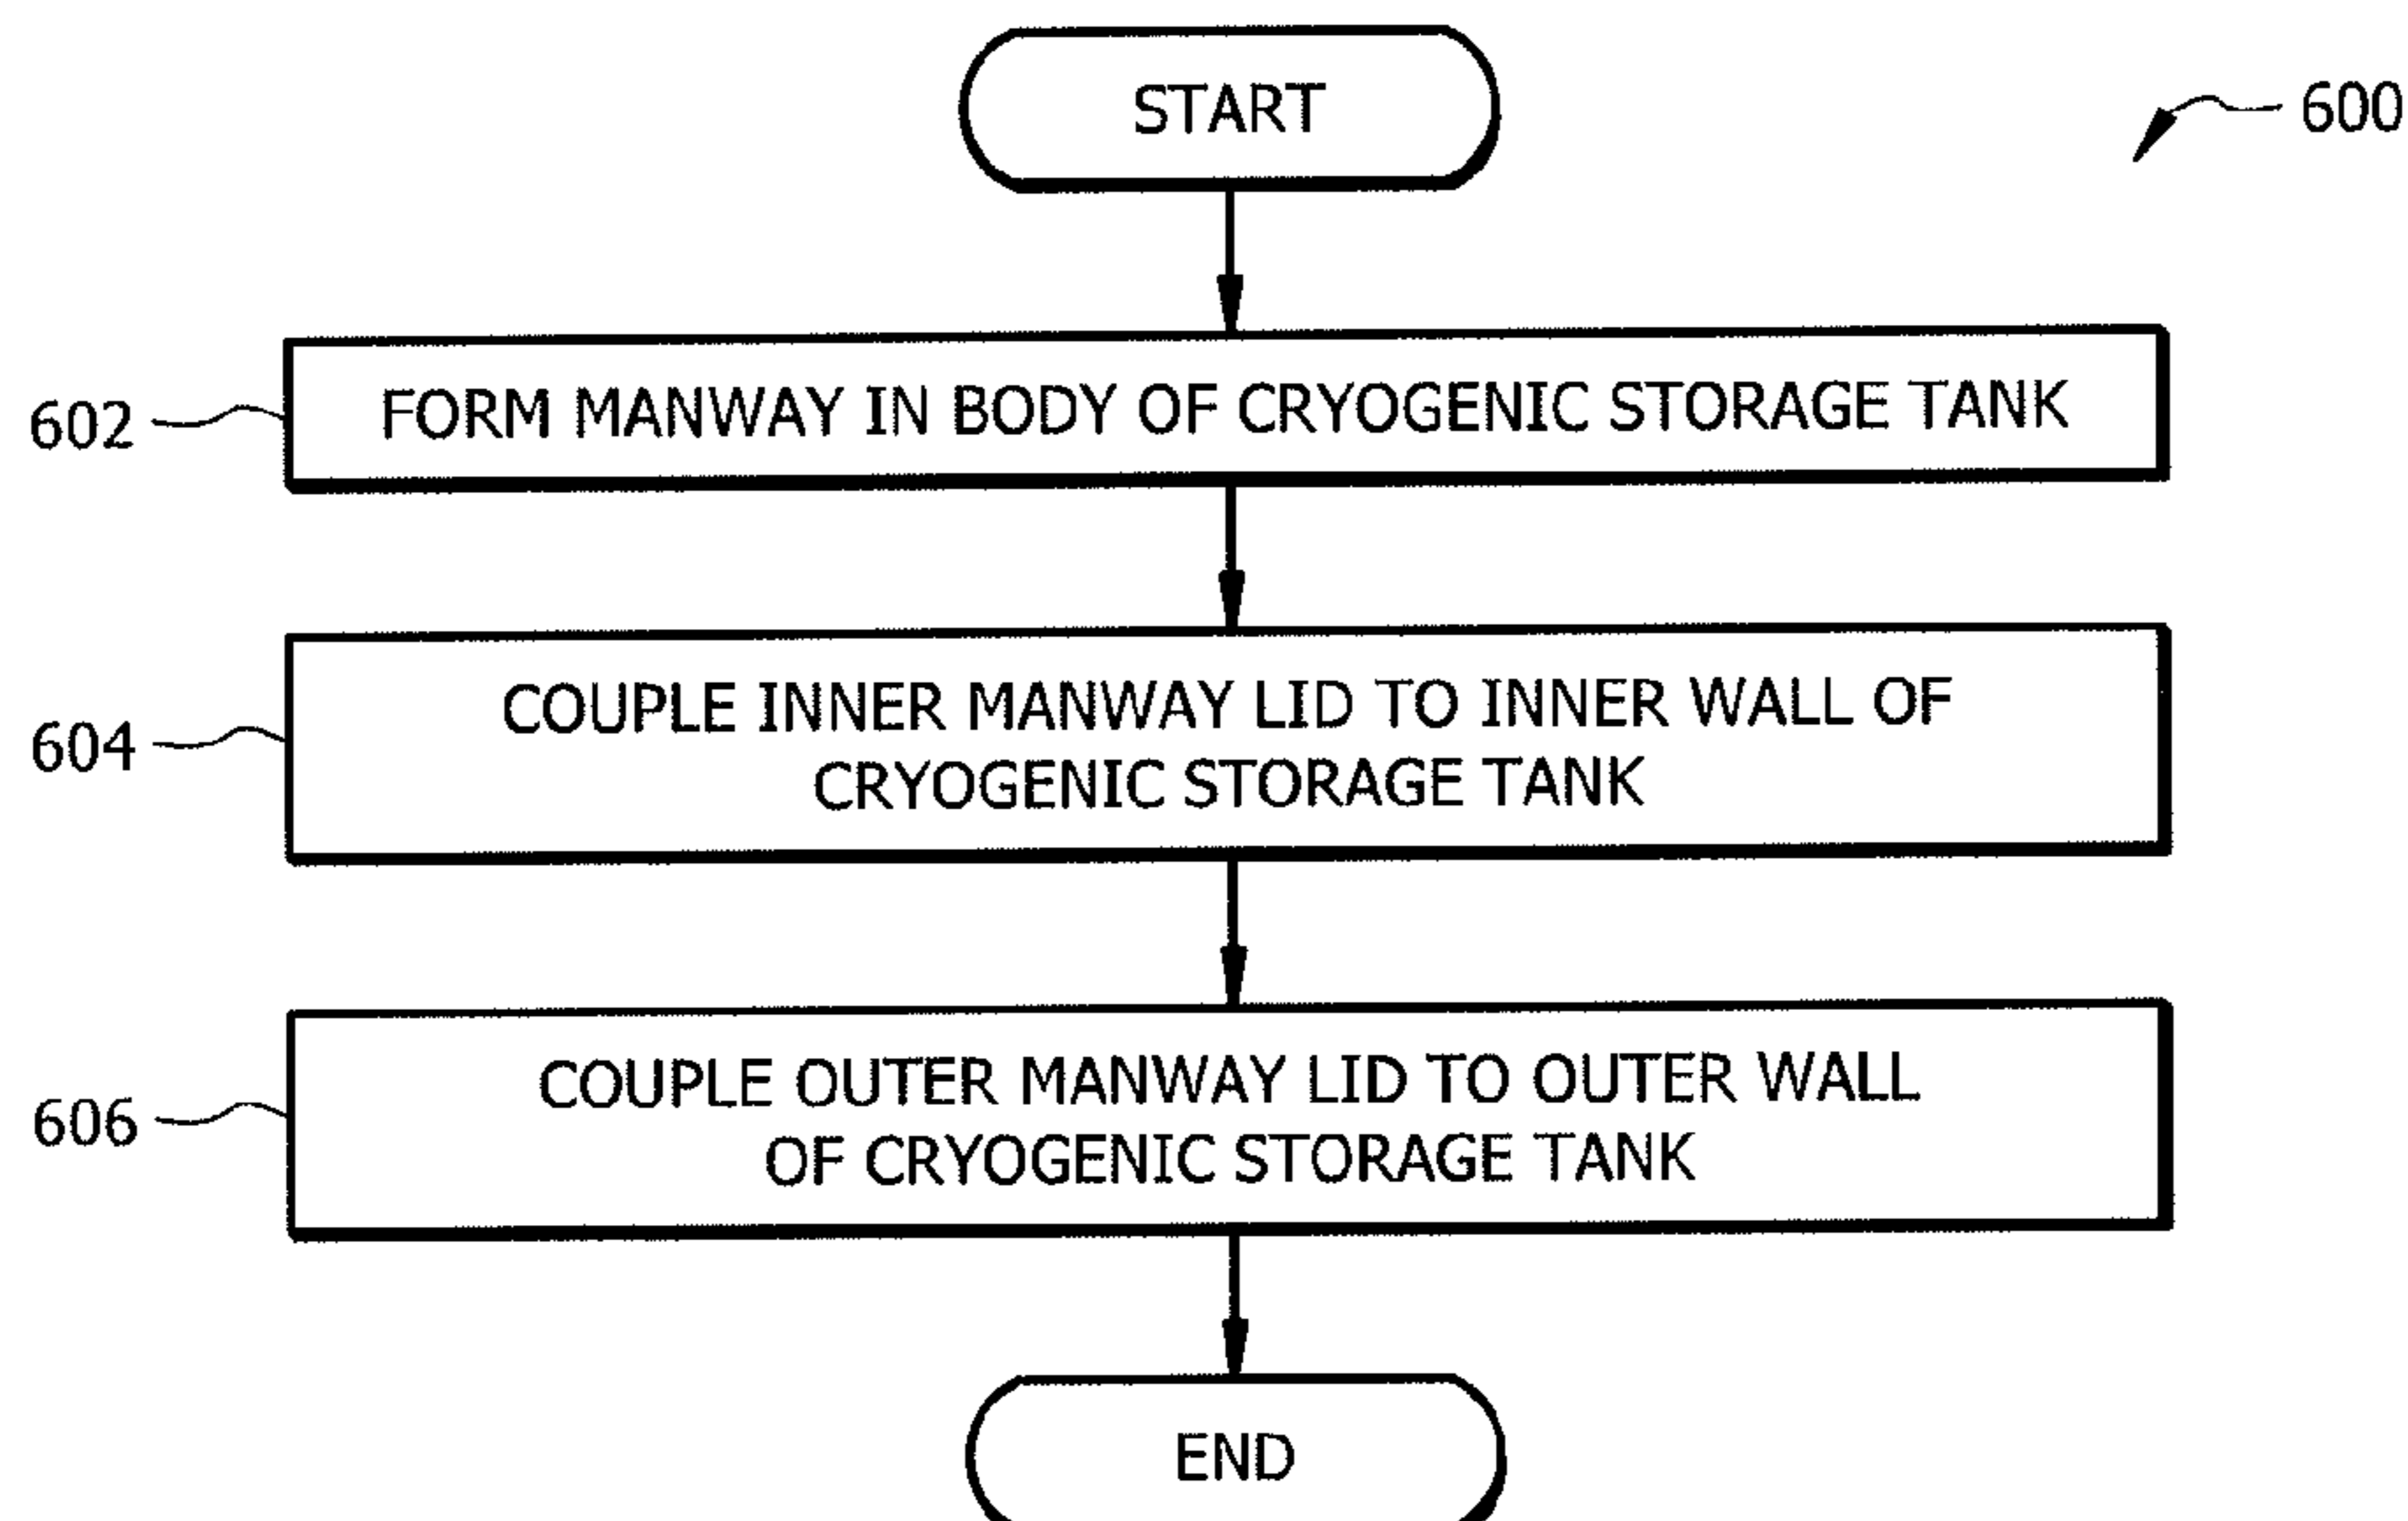 START
600
602
FORM MANWAY IN BODY OF CRYOGENIC STORAGE TANK
604
COUPLE INNER MANWAY LID TO INNER WALL OF
CRYOGENIC STORAGE TANK
606
COUPLE OUTER MANWAY LID TO OUTER WALL
OF CRYOGENIC STORAGE TANK
END